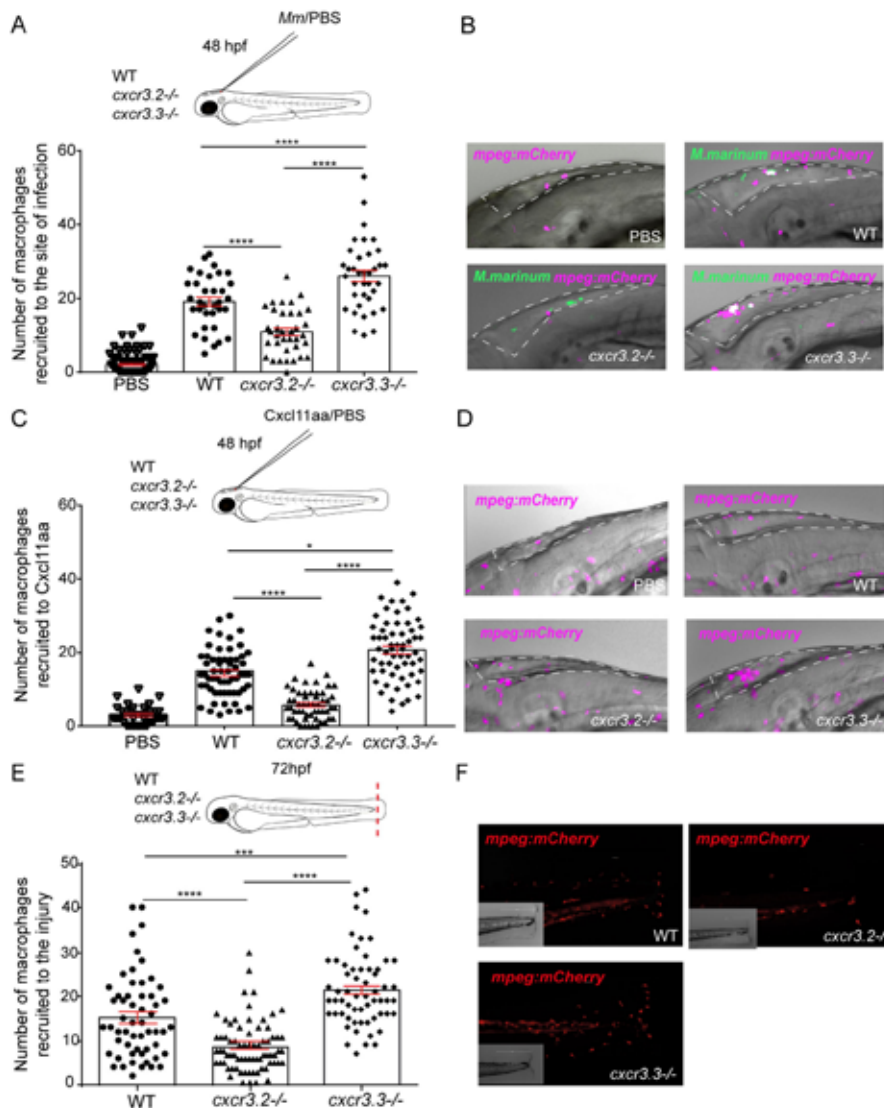 A
Mm/PBS
48 hpf
WT
cxcr3.2-/-
cxcr3.3-/-
Number of macrophages
recruited to the site of infection
60
40
20
0
****
****
****
PBS
WT
cxcr3.2-/-
cxcr3.3-/-
B
mpeg:mCherry
PBS
M.marinum mpeg:mCherry
WT
M.marinum mpeg:mCherry
cxcr3.2-/-
M.marinum mpeg:mCherry
cxcr3.3-/-
C
Cxcl11aa/PBS
48 hpf
WT
cxcr3.2-/-
cxcr3.3-/-
Number of macrophages
recruited to Cxcl11aa
60
40
20
0
*
****
****
PBS
WT
cxcr3.2-/-
cxcr3.3-/-
D
mpeg:mCherry
PBS
mpeg:mCherry
WT
mpeg:mCherry
cxcr3.2-/-
mpeg:mCherry
cxcr3.3-/-
E
72hpf
WT
cxcr3.2-/-
cxcr3.3-/-
Number of macrophages
recruited to the injury
50
40
30
20
10
0
***
****
****
WT
cxcr3.2-/-
cxcr3.3-/-
F
mpeg:mCherry
WT
mpeg:mCherry
cxcr3.2-/
mpeg:mCherry
cxcr3.3-/-